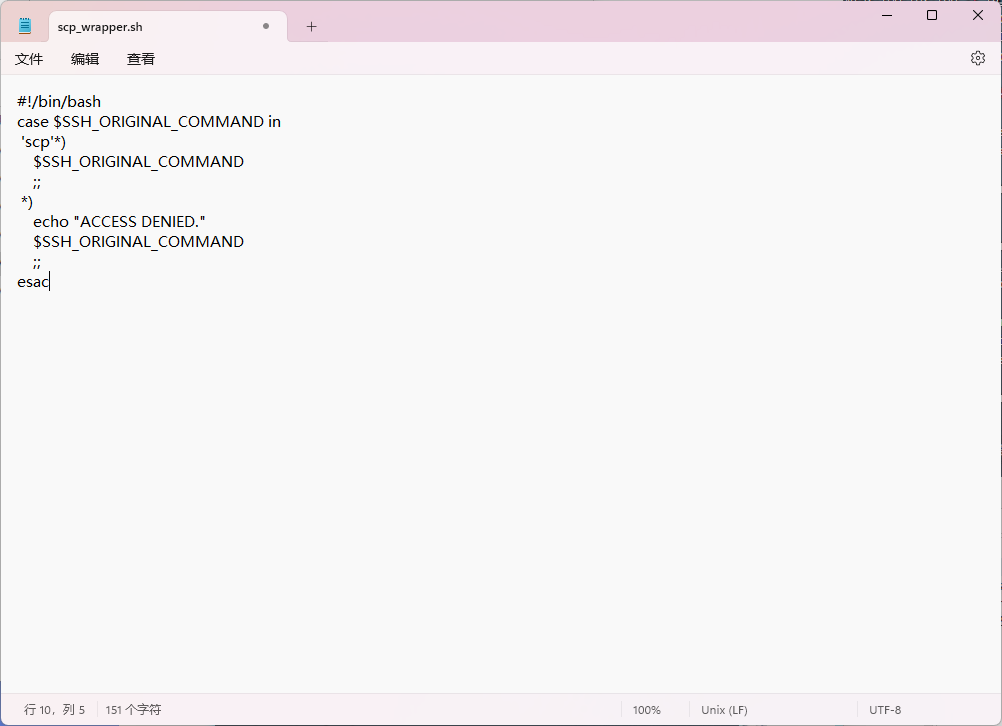 scp_wrapper.sh
文件 编辑 查看
#!/bin/bash
case $SSH_ORIGINAL_COMMAND in
 'scp'*)
    $SSH_ORIGINAL_COMMAND
    ;;
 *)
    echo "ACCESS DENIED."
    $SSH_ORIGINAL_COMMAND
    ;;
esac
行 10，列 5 151 个字符 100% Unix (LF) UTF-8